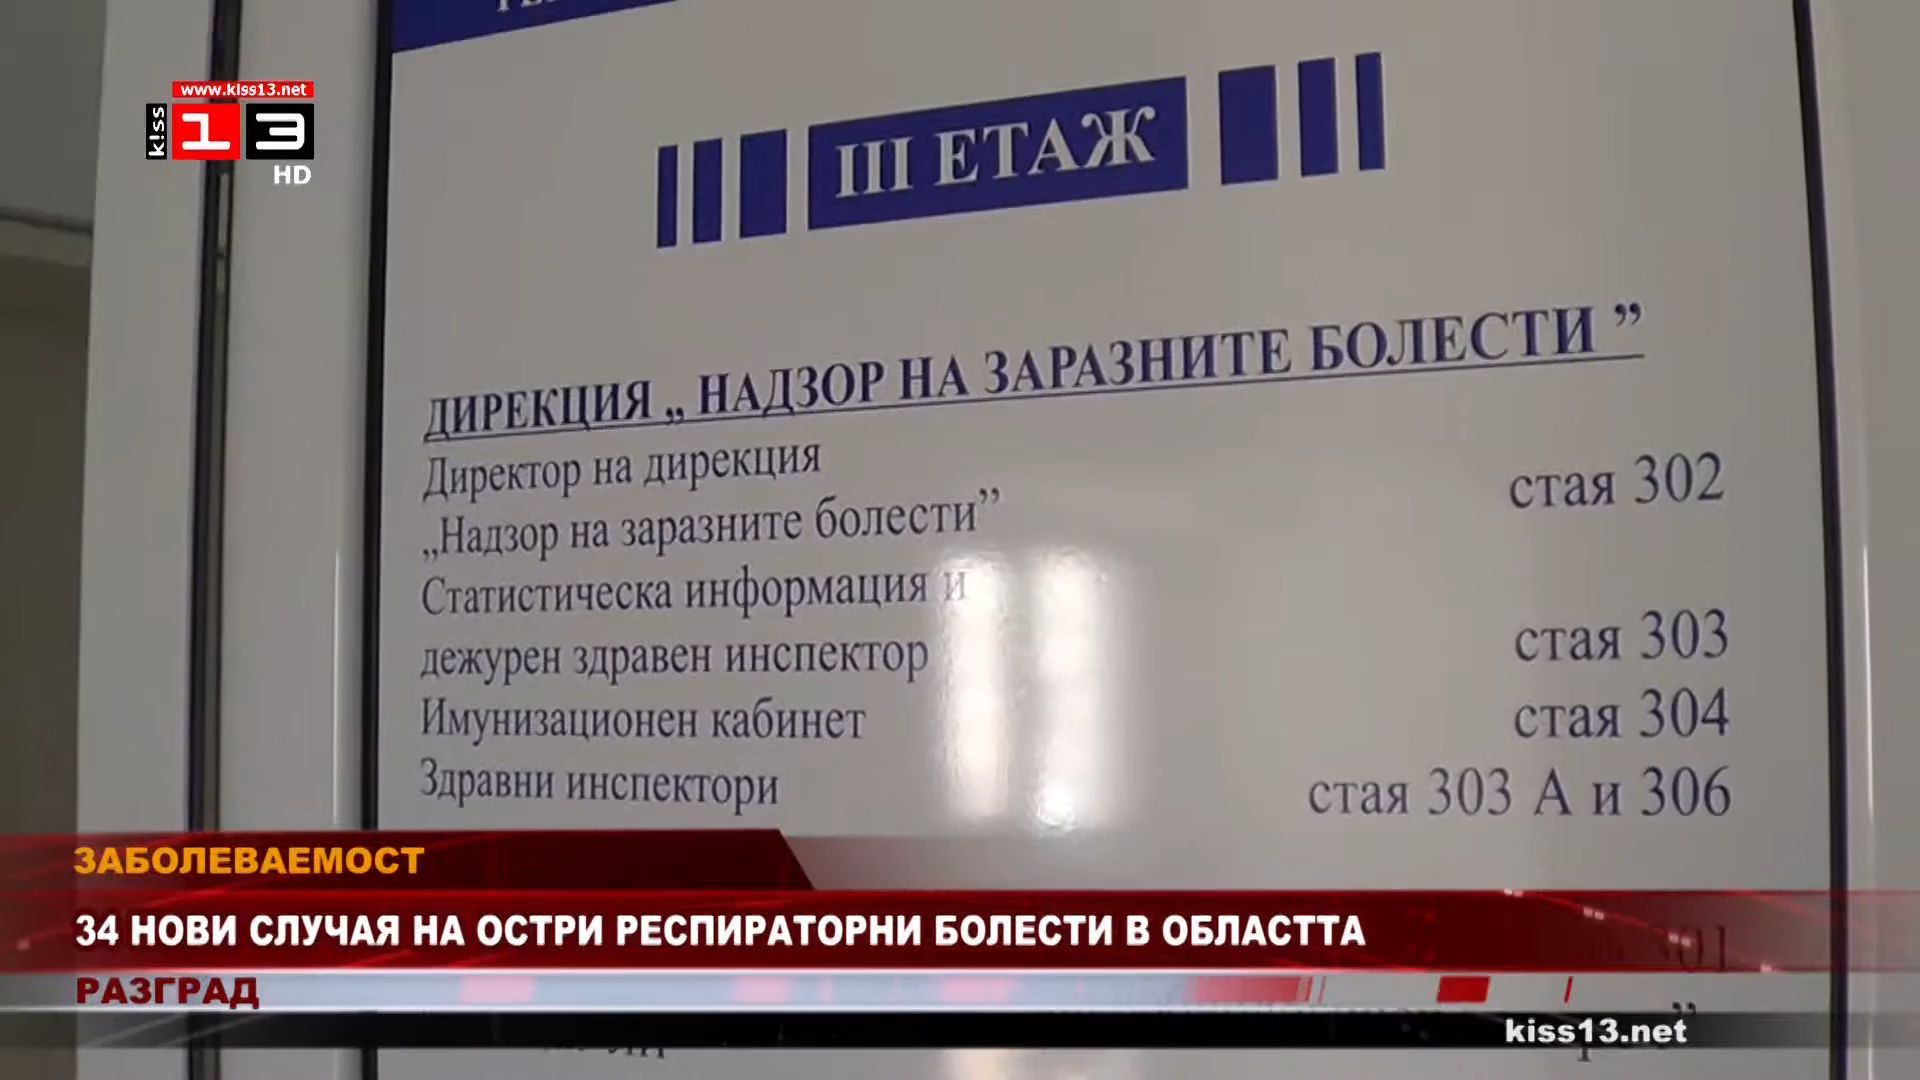 www.kiss13.net
kiss 13
HD
III ЕТАЖ
ДИРЕКЦИЯ „ НАДЗОР НА ЗАРАЗНИТЕ БОЛЕСТИ ”
Директор на дирекция
„Надзор на заразните болести” стая 302
Статистическа информация и
дежурен здравен инспектор стая 303
Имунизационен кабинет стая 304
Здравни инспектори стая 303 А и 306
ЗАБОЛЕВАЕМОСТ
34 НОВИ СЛУЧАЯ НА ОСТРИ РЕСПИРАТОРНИ БОЛЕСТИ В ОБЛАСТТА
РАЗГРАД
kiss13.net